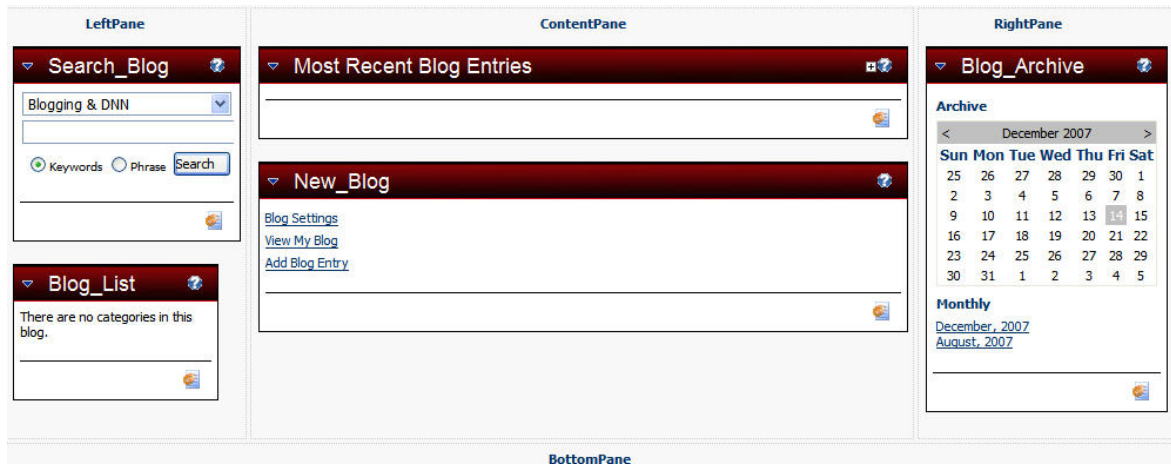 LeftPane
Search_Blog
Blogging & DNN
Keywords Phrase Search
Blog_List
There are no categories in this
blog.
ContentPane
Most Recent Blog Entries
New_Blog
Blog Settings
View My Blog
Add Blog Entry
RightPane
Blog_Archive
Archive
< December 2007 >
Sun Mon Tue Wed Thu Fri Sat
25 26 27 28 29 30 1
2 3 4 5 6 7 8
9 10 11 12 13 14 15
16 17 18 19 20 21 22
23 24 25 26 27 28 29
30 31 1 2 3 4 5
Monthly
December, 2007
August, 2007
BottomPane